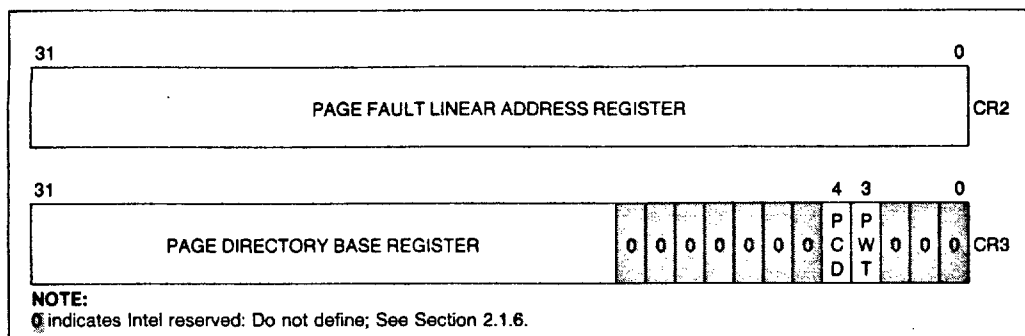 31 0
PAGE FAULT LINEAR ADDRESS REGISTER CR2
31 4 3 0
PAGE DIRECTORY BASE REGISTER 0 0 0 0 0 0 0 PCD PWT 0 0 0 CR3
NOTE:
0 indicates Intel reserved: Do not define; See Section 2.1.6.